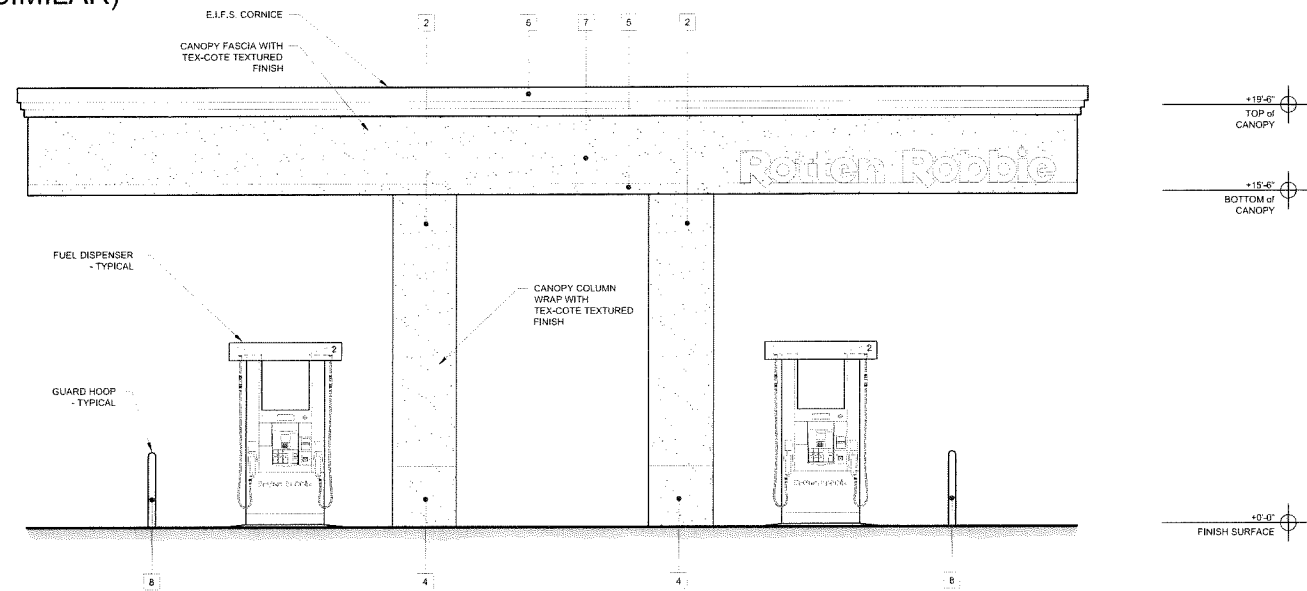 SIMILAR)
E.I.F.S. CORNICE
2
6
7
5
2
CANOPY FASCIA WITH
TEX-COTE TEXTURED
FINISH
+19'-6"
TOP of
CANOPY
Rotten Robbie
+15'-6"
BOTTOM of
CANOPY
FUEL DISPENSER
- TYPICAL
CANOPY COLUMN
WRAP WITH
TEX-COTE TEXTURED
FINISH
2
2
GUARD HOOP
- TYPICAL
+0'-0"
FINISH SURFACE
8
4
4
8